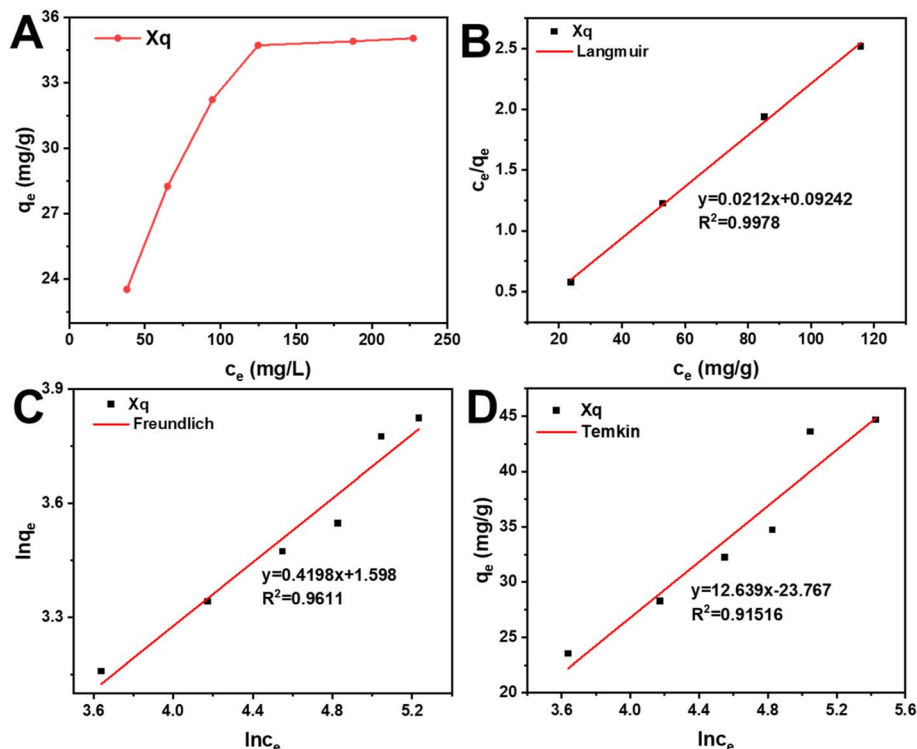 A
Xq
36
33
30
27
24
0
50
100
150
200
250
qₑ (mg/g)
cₑ (mg/L)
B
Xq
Langmuir
2.5
2.0
1.5
1.0
0.5
20
40
60
80
100
120
cₑ/qₑ
y=0.0212x+0.09242
R²=0.9978
cₑ (mg/g)
C
Xq
Freundlich
3.9
3.6
3.3
3.6
4.0
4.4
4.8
5.2
lnqₑ
y=0.4198x+1.598
R²=0.9611
lncₑ
D
Xq
Temkin
45
40
35
30
25
20
3.6
4.0
4.4
4.8
5.2
5.6
qₑ (mg/g)
y=12.639x-23.767
R²=0.91516
lncₑ